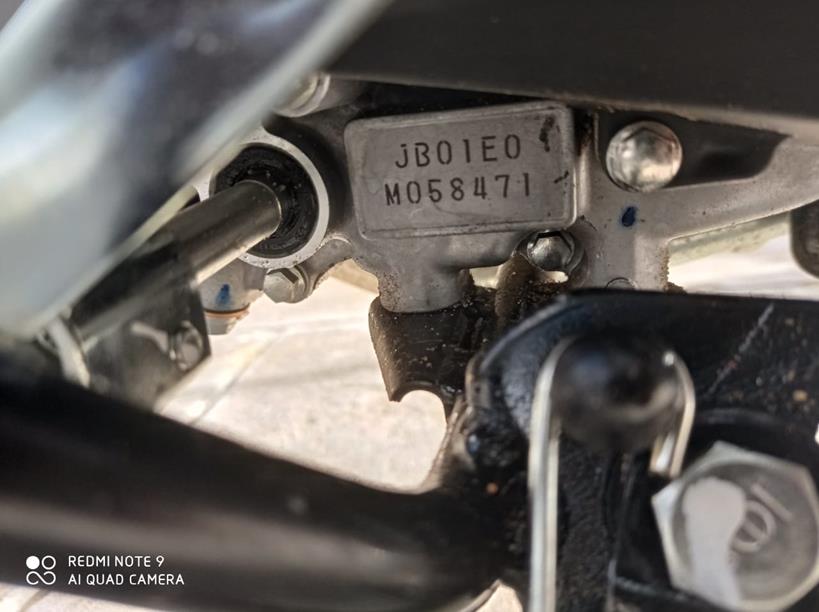 JB01E0
M058471
REDMI NOTE 9
AI QUAD CAMERA